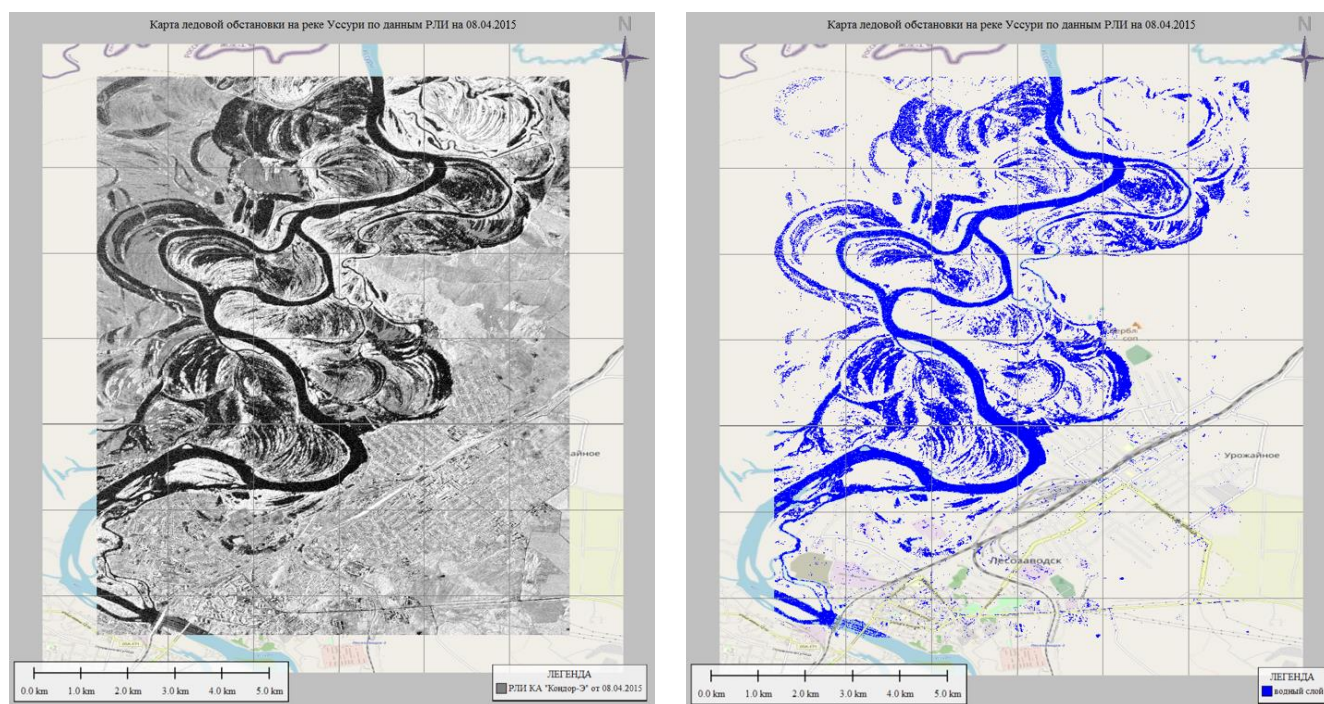 Карта ледовой обстановки на реке Уссури по данным РЛИ на 08.04.2015
N
айное
0.0 km 1.0 km 2.0 km 3.0 km 4.0 km 5.0 km
ЛЕГЕНДА
РЛИ КА "Кондор-Э" от 08.04.2015
Карта ледовой обстановки на реке Уссури по данным РЛИ на 08.04.2015
N
соп
Урожайное
Лесозаводск
0.0 km 1.0 km 2.0 km 3.0 km 4.0 km 5.0 km
ЛЕГЕНДА
водный слой